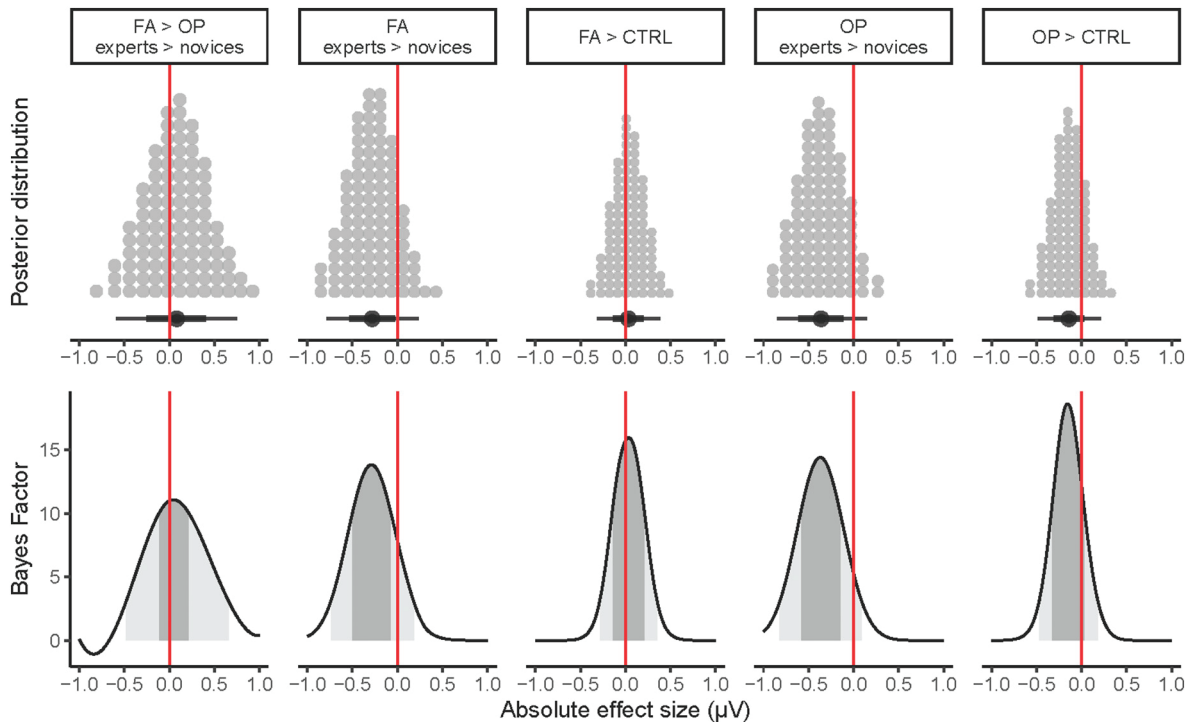 FA > OP
experts > novices
FA
experts > novices
FA > CTRL
OP
experts > novices
OP > CTRL
Posterior distribution
−1.0 −0.5 0.0 0.5 1.0
−1.0 −0.5 0.0 0.5 1.0
−1.0 −0.5 0.0 0.5 1.0
−1.0 −0.5 0.0 0.5 1.0
−1.0 −0.5 0.0 0.5 1.0
Bayes Factor
15
10
5
0
−1.0 −0.5 0.0 0.5 1.0
−1.0 −0.5 0.0 0.5 1.0
−1.0 −0.5 0.0 0.5 1.0
−1.0 −0.5 0.0 0.5 1.0
−1.0 −0.5 0.0 0.5 1.0
Absolute effect size (μV)